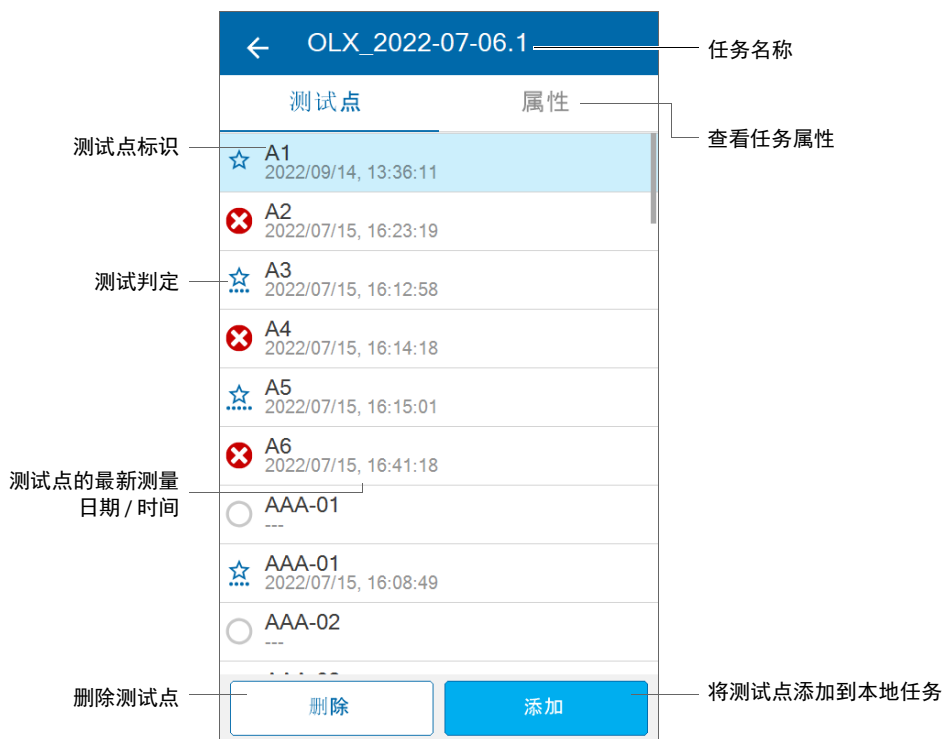 OLX_2022-07-06.1
任务名称
测试点
属性
查看任务属性
测试点标识
A1
2022/09/14, 13:36:11
A2
2022/07/15, 16:23:19
测试判定
A3
2022/07/15, 16:12:58
A4
2022/07/15, 16:14:18
A5
2022/07/15, 16:15:01
A6
2022/07/15, 16:41:18
测试点的最新测量
日期 / 时间
AAA-01
---
AAA-01
2022/07/15, 16:08:49
AAA-02
---
删除测试点
删除
添加
将测试点添加到本地任务